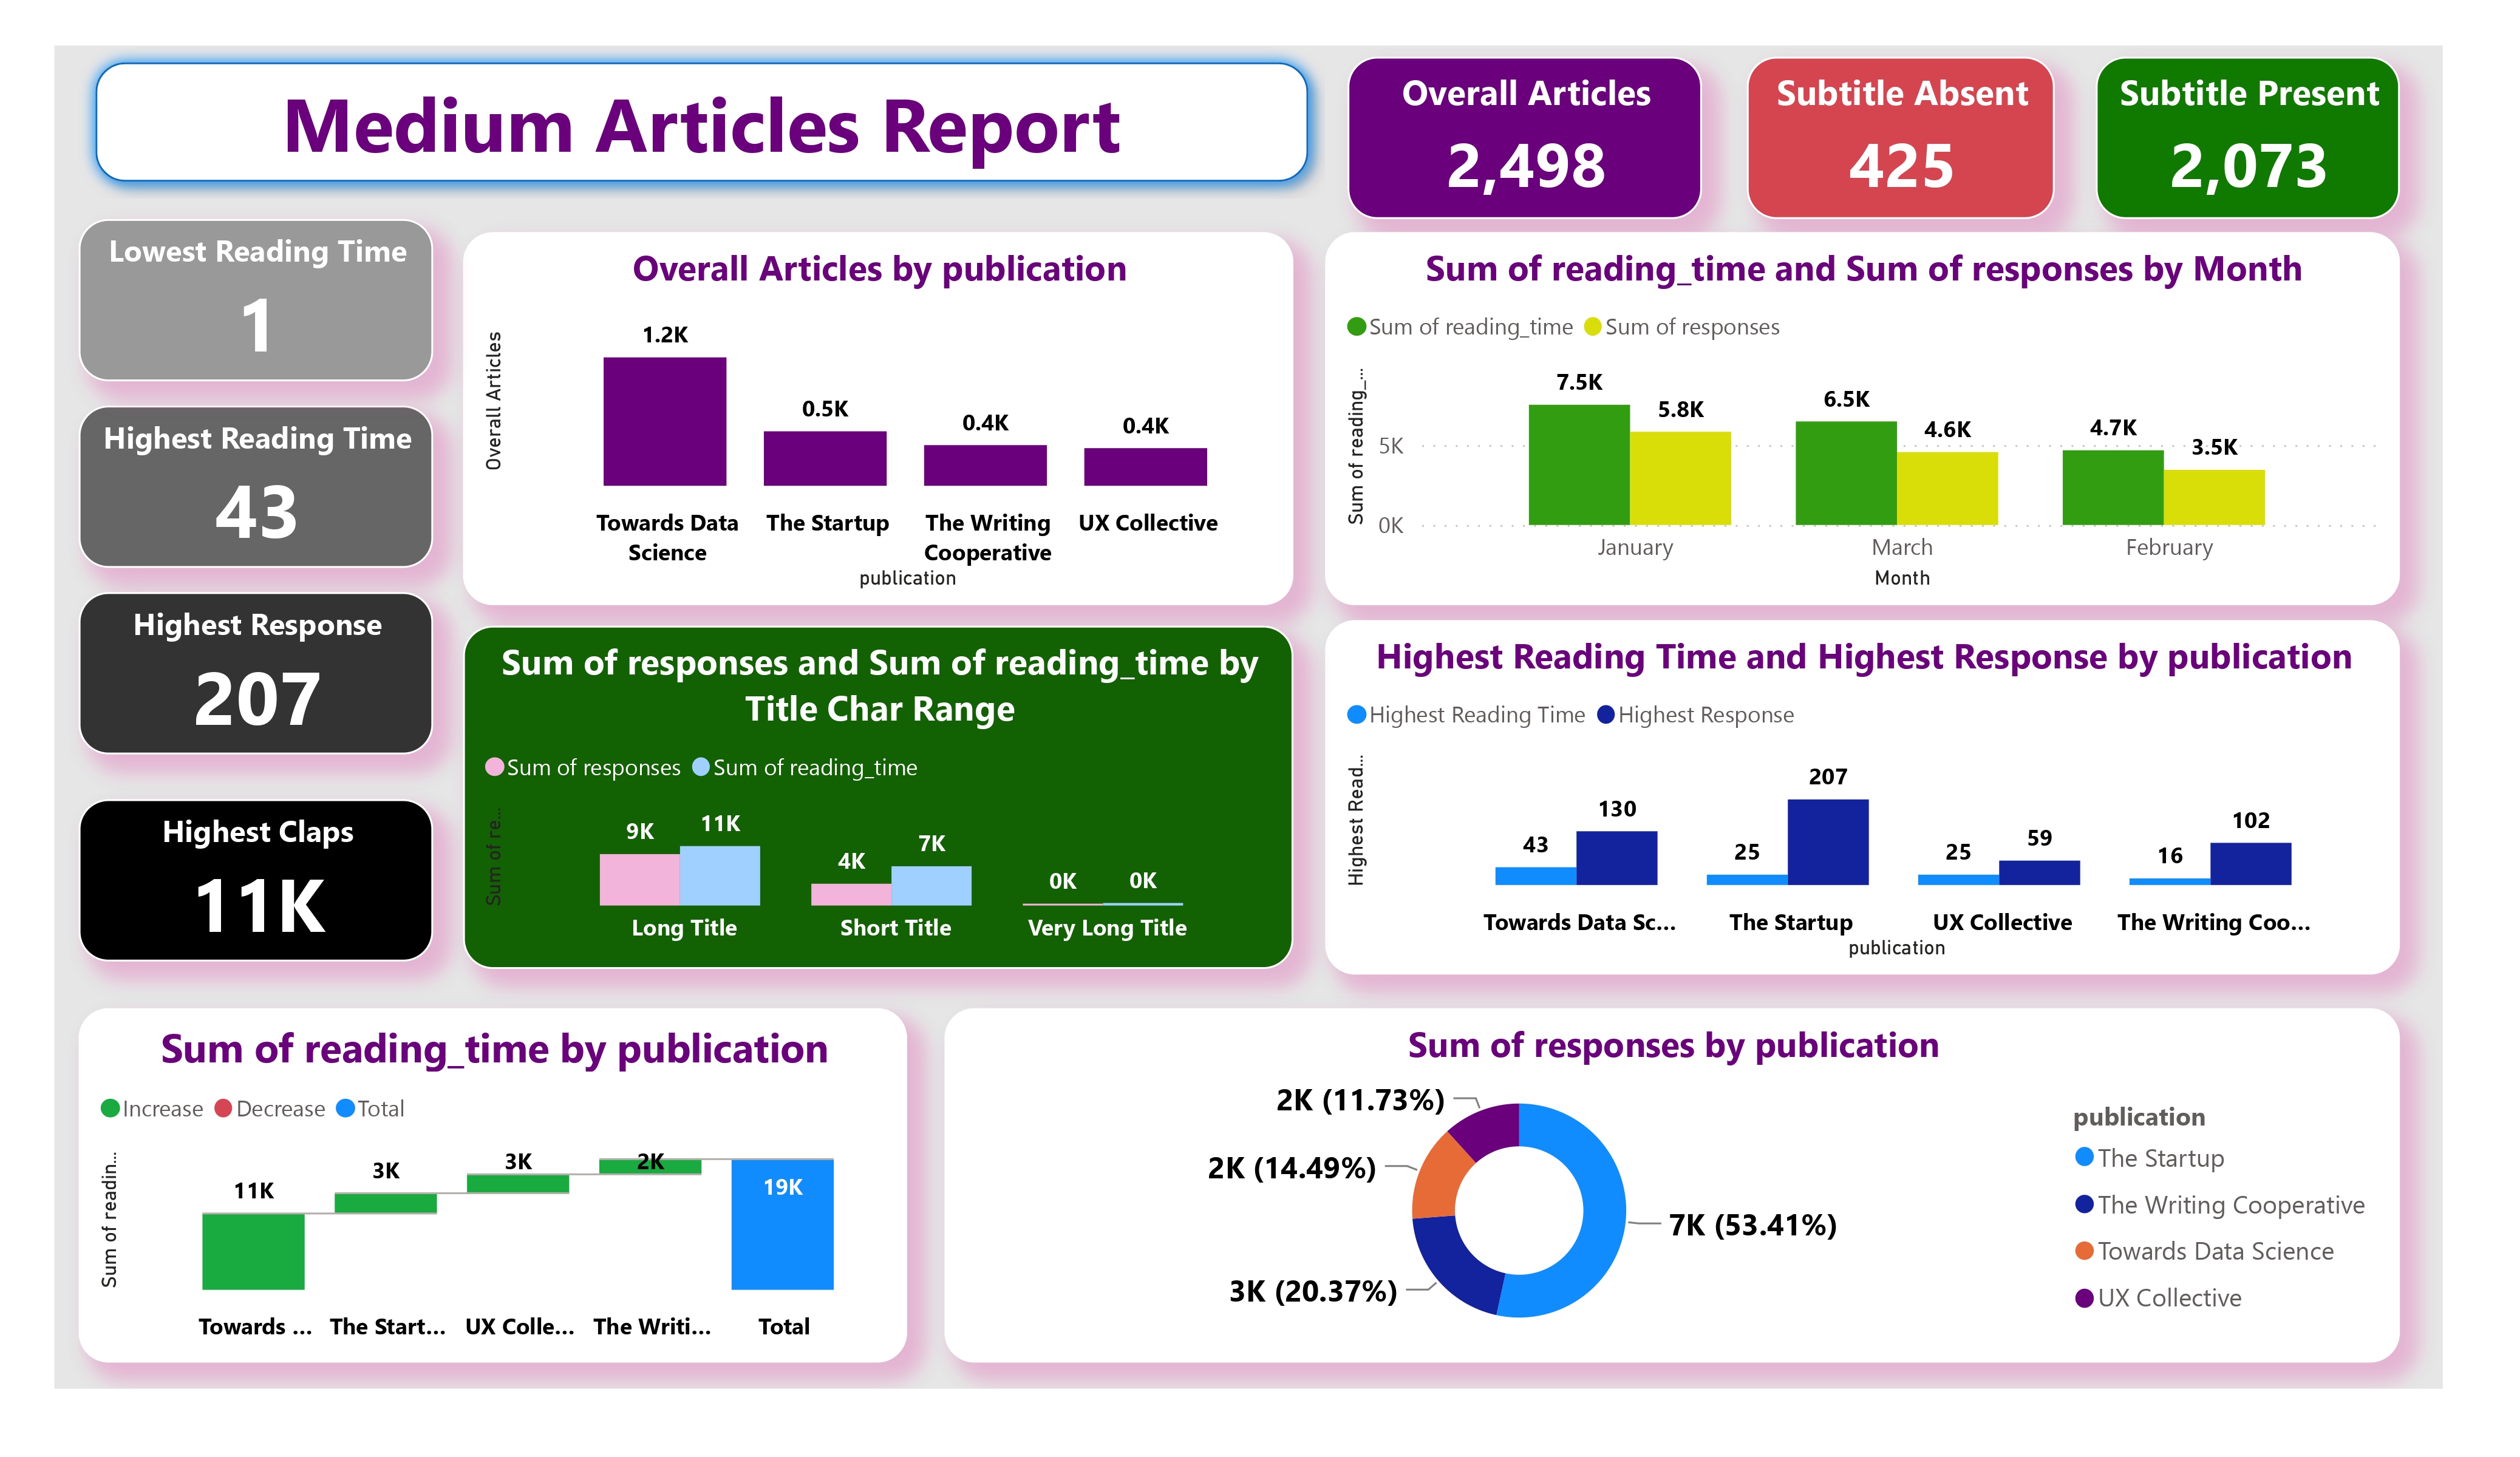 Medium Articles Report
Overall Articles
2,498
Subtitle Absent
425
Subtitle Present
2,073
Lowest Reading Time
1
Highest Reading Time
43
Highest Response
207
Highest Claps
11K
Overall Articles by publication
Overall Articles
1.2K
0.5K
0.4K
0.4K
Towards Data
Science
The Startup
The Writing
Cooperative
UX Collective
publication
Sum of reading_time and Sum of responses by Month
Sum of reading_time
Sum of responses
Sum of reading_...
5K
0K
7.5K
5.8K
6.5K
4.6K
4.7K
3.5K
January
March
February
Month
Sum of responses and Sum of reading_time by
Title Char Range
Sum of responses
Sum of reading_time
Sum of re...
9K
11K
4K
7K
0K
0K
Long Title
Short Title
Very Long Title
Highest Reading Time and Highest Response by publication
Highest Reading Time
Highest Response
Highest Read...
43
130
25
207
25
59
16
102
Towards Data Sc...
The Startup
UX Collective
The Writing Coo...
publication
Sum of reading_time by publication
Increase
Decrease
Total
Sum of readin...
11K
3K
3K
2K
19K
Towards ...
The Start...
UX Colle...
The Writi...
Total
Sum of responses by publication
2K (11.73%)
2K (14.49%)
3K (20.37%)
7K (53.41%)
publication
The Startup
The Writing Cooperative
Towards Data Science
UX Collective